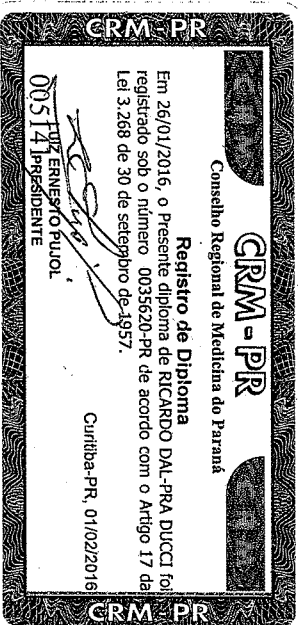 CRM-PR
CRM-PR
Conselho Regional de Medicina do Paraná
Registro de Diploma
Em 26/01/2016, o Presente diploma de RICARDO DAL-PRA DUCCI foi
registrado sob o número 0035620-PR de acordo com o Artigo 17 da
Lei 3.268 de 30 de setembro de 1957.
Curitiba-PR, 01/02/2016
LUIZ ERNESTO PUJOL
005141 PRESIDENTE
CRM-PR